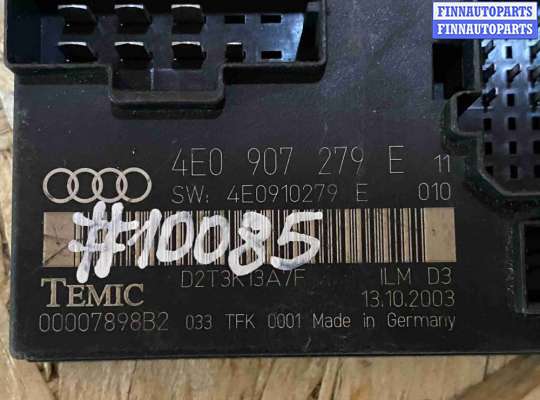 FINNAUTOPARTS
FINNAUTOPARTS
4E0 907 279 E 11
SW: 4E0910279 E 010
#10085
D2T3K13A7F ILM D3
TEMIC 13.10.2003
00007898B2 033 TFK 0001 Made in Germany